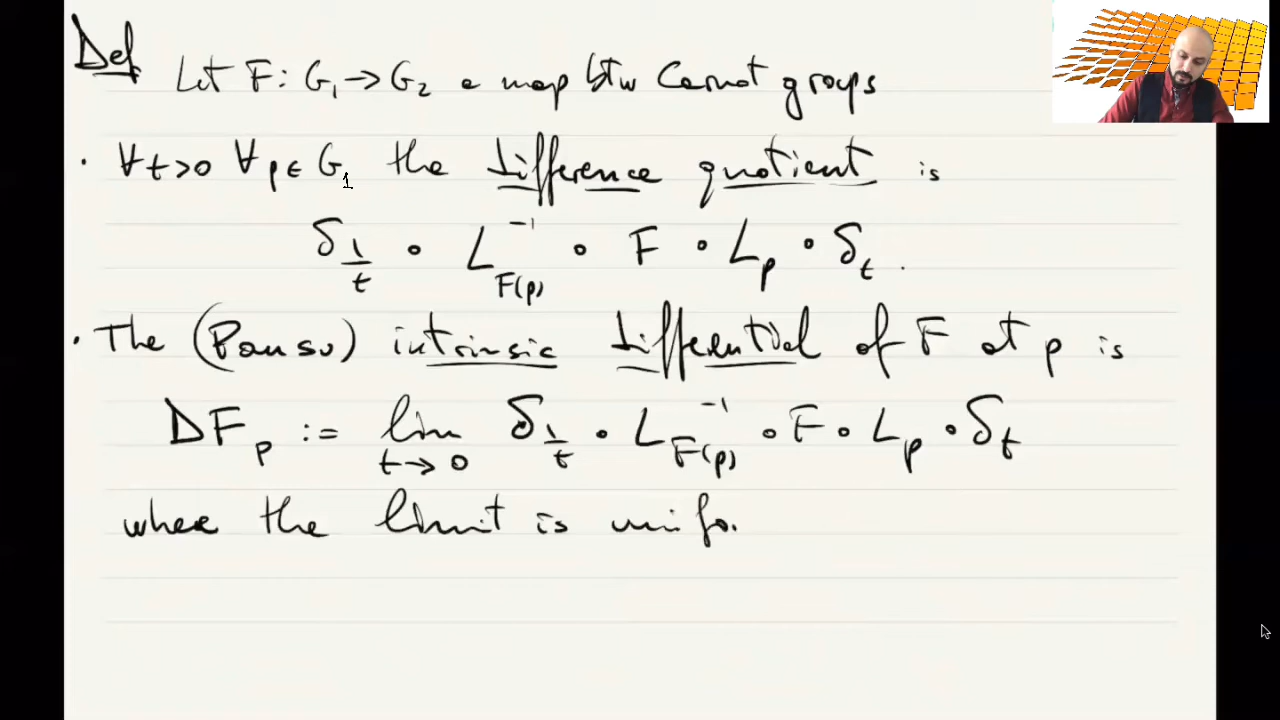 Def Let F: G₁ → G₂ a map btw Carnot groups
· ∀t>0 ∀p∈G₁ the difference quotient is
δ_{1/t} ∘ L_{F(p)}^{-1} ∘ F ∘ L_p ∘ δ_t .
· The (Pansu) intrinsic differential of F at p is
DF_p := lim_{t→0} δ_{1/t} ∘ L_{F(p)}^{-1} ∘ F ∘ L_p ∘ δ_t
where the limit is unifo.